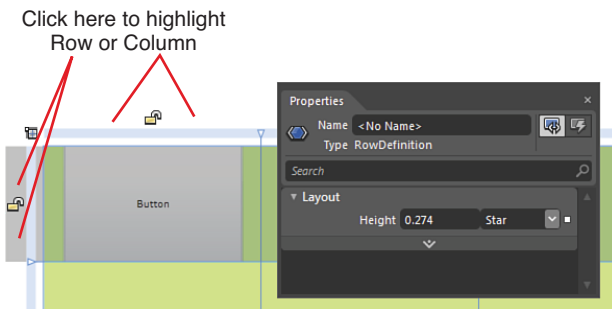 Click here to highlight
Row or Column
Properties
Name <No Name>
Type RowDefinition
Search
Layout
Height 0.274 Star
Button